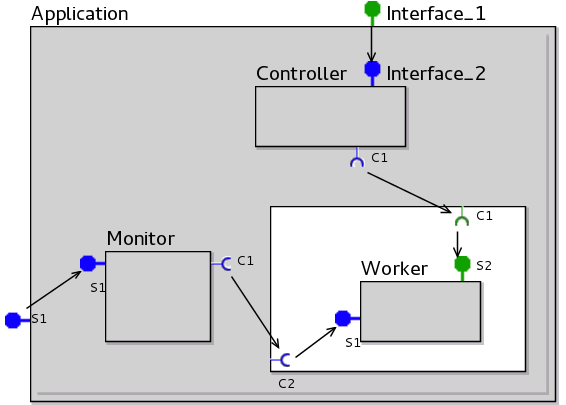 Application
Interface_1
Controller
Interface_2
C1
C1
Monitor
C1
S2
Worker
S1
S1
S1
C2